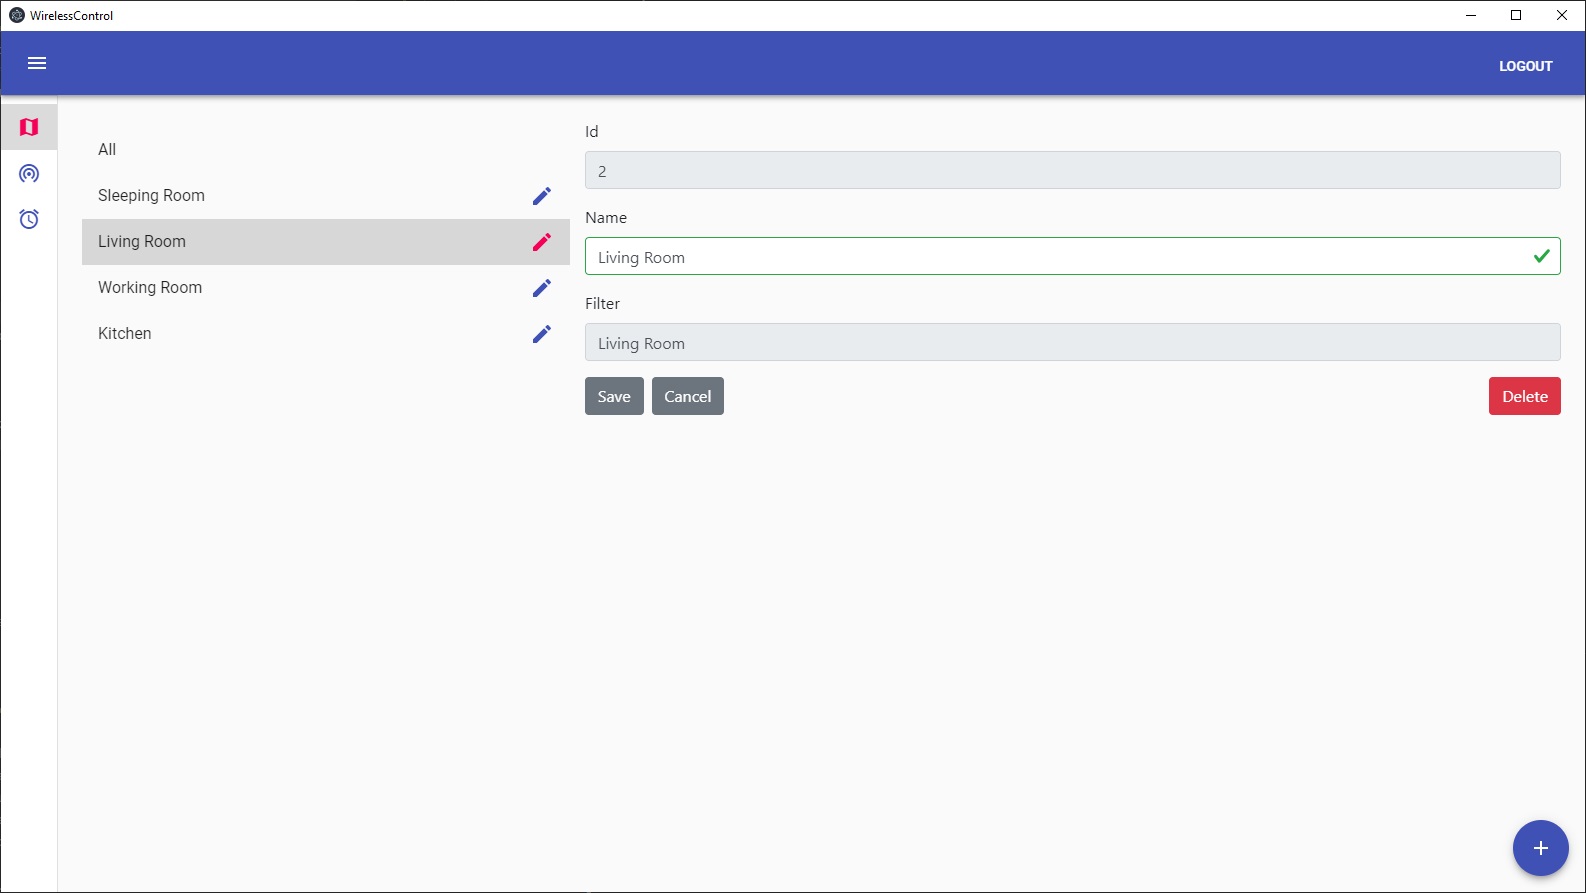 WirelessControl
LOGOUT
All
Sleeping Room
Living Room
Working Room
Kitchen
Id
2
Name
Living Room
Filter
Living Room
Save Cancel Delete